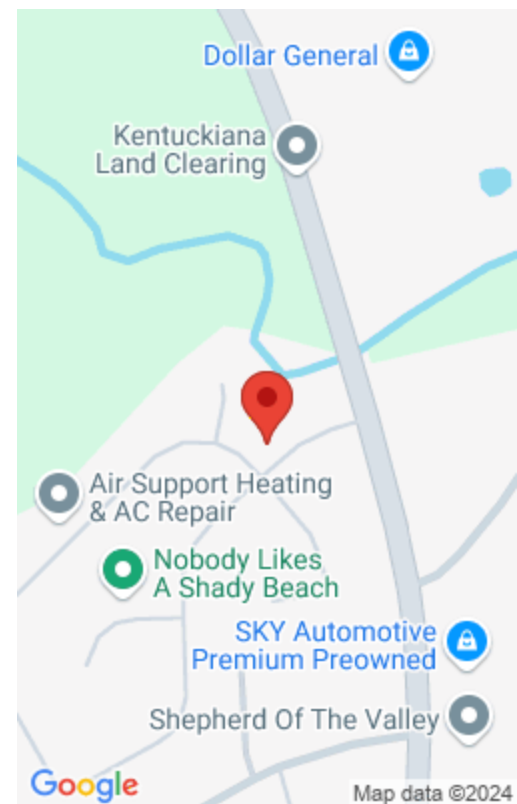 Dollar General
Kentuckiana
Land Clearing
Air Support Heating
& AC Repair
Nobody Likes
A Shady Beach
SKY Automotive
Premium Preowned
Shepherd Of The Valley
Google
Map data ©2024